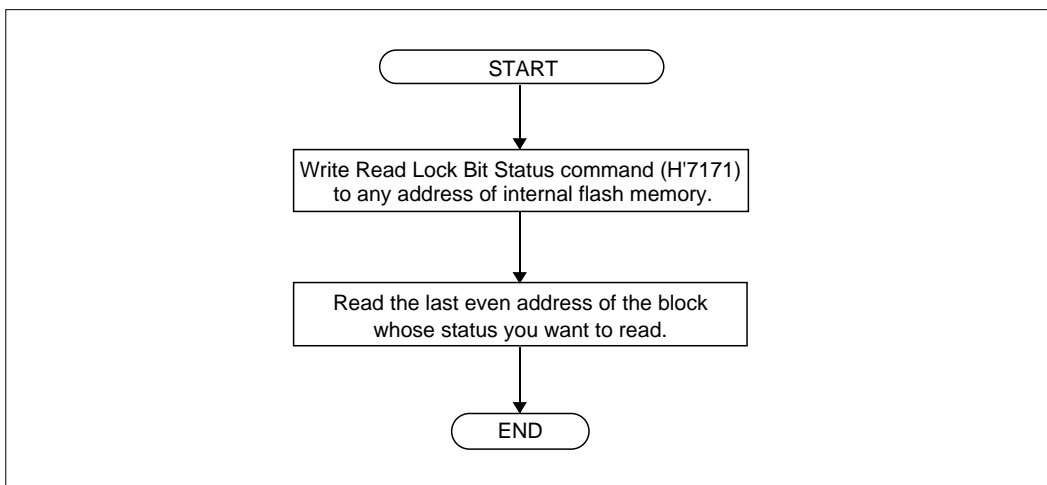 START
Write Read Lock Bit Status command (H'7171)
to any address of internal flash memory.
Read the last even address of the block
whose status you want to read.
END